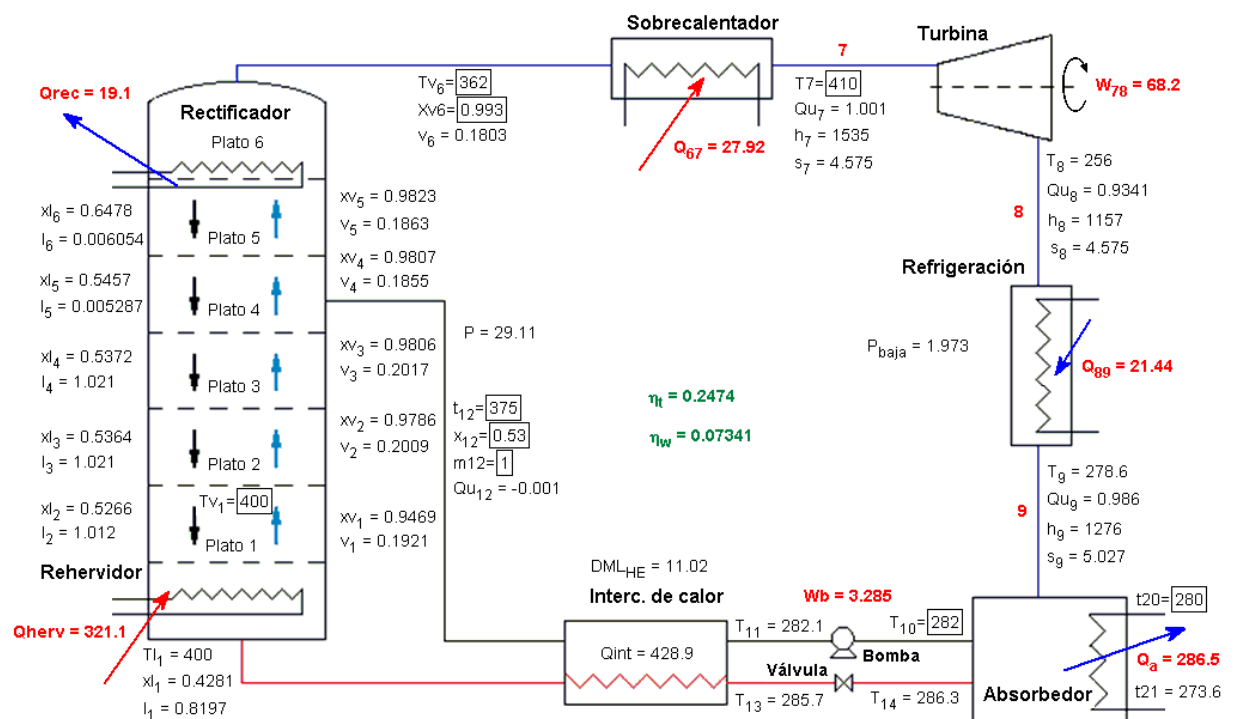 Sobrecalentador
Turbina
7
Qrec = 19.1
Rectificador
Plato 6
Tv6= 362
Xv6= 0.993
v6 = 0.1803
Q67 = 27.92
T7= 410
Qu7 = 1.001
h7 = 1535
s7 = 4.575
W78 = 68.2
T8 = 256
Qu8 = 0.9341
h8 = 1157
s8 = 4.575
8
xl6 = 0.6478
l6 = 0.006054
Plato 5
xv5 = 0.9823
v5 = 0.1863
xl5 = 0.5457
l5 = 0.005287
Plato 4
xv4 = 0.9807
v4 = 0.1855
Refrigeración
P = 29.11
Pbaja = 1.973
Q89 = 21.44
xl4 = 0.5372
l4 = 1.021
Plato 3
xv3 = 0.9806
v3 = 0.2017
ηt = 0.2474
ηw = 0.07341
t12= 375
x12= 0.53
m12= 1
Qu12 = -0.001
xl3 = 0.5364
l3 = 1.021
Plato 2
xv2 = 0.9786
v2 = 0.2009
T9 = 278.6
Qu9 = 0.986
h9 = 1276
s9 = 5.027
9
xl2 = 0.5266
l2 = 1.012
Tv1= 400
Plato 1
xv1 = 0.9469
v1 = 0.1921
Rehervidor
Qherv = 321.1
DMLHE = 11.02
Interc. de calor
Wb = 3.285
Qint = 428.9
T11 = 282.1
T10= 282
Bomba
Válvula
T13 = 285.7
T14 = 286.3
Absorbedor
t20= 280
Qa = 286.5
t21 = 273.6
Tl1 = 400
xl1 = 0.4281
l1 = 0.8197